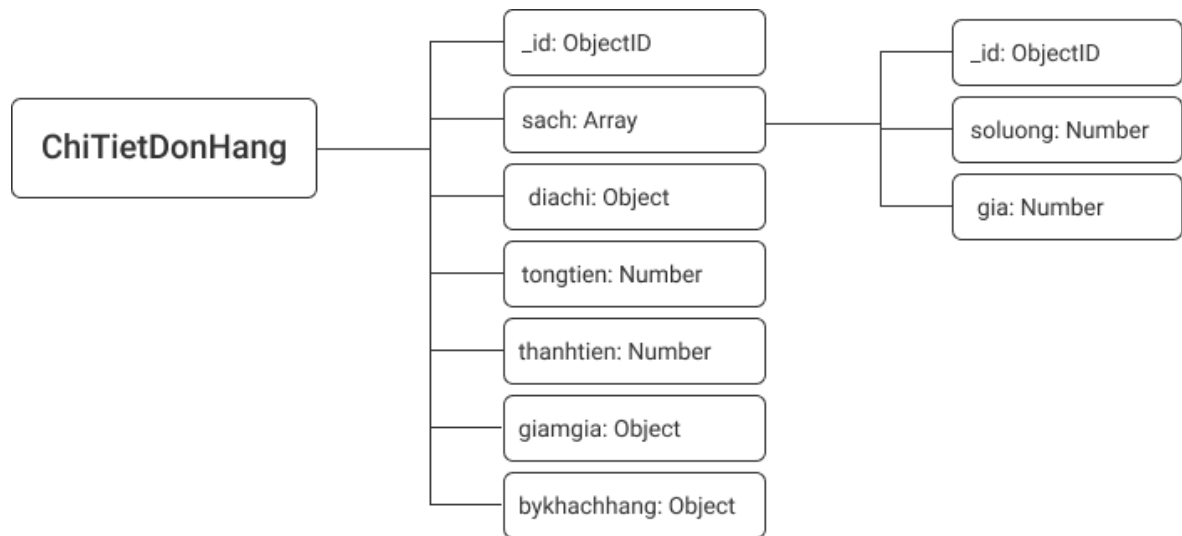 ChiTietDonHang
_id: ObjectID
sach: Array
diachi: Object
tongtien: Number
thanhtien: Number
giamgia: Object
bykhachhang: Object
_id: ObjectID
soluong: Number
gia: Number